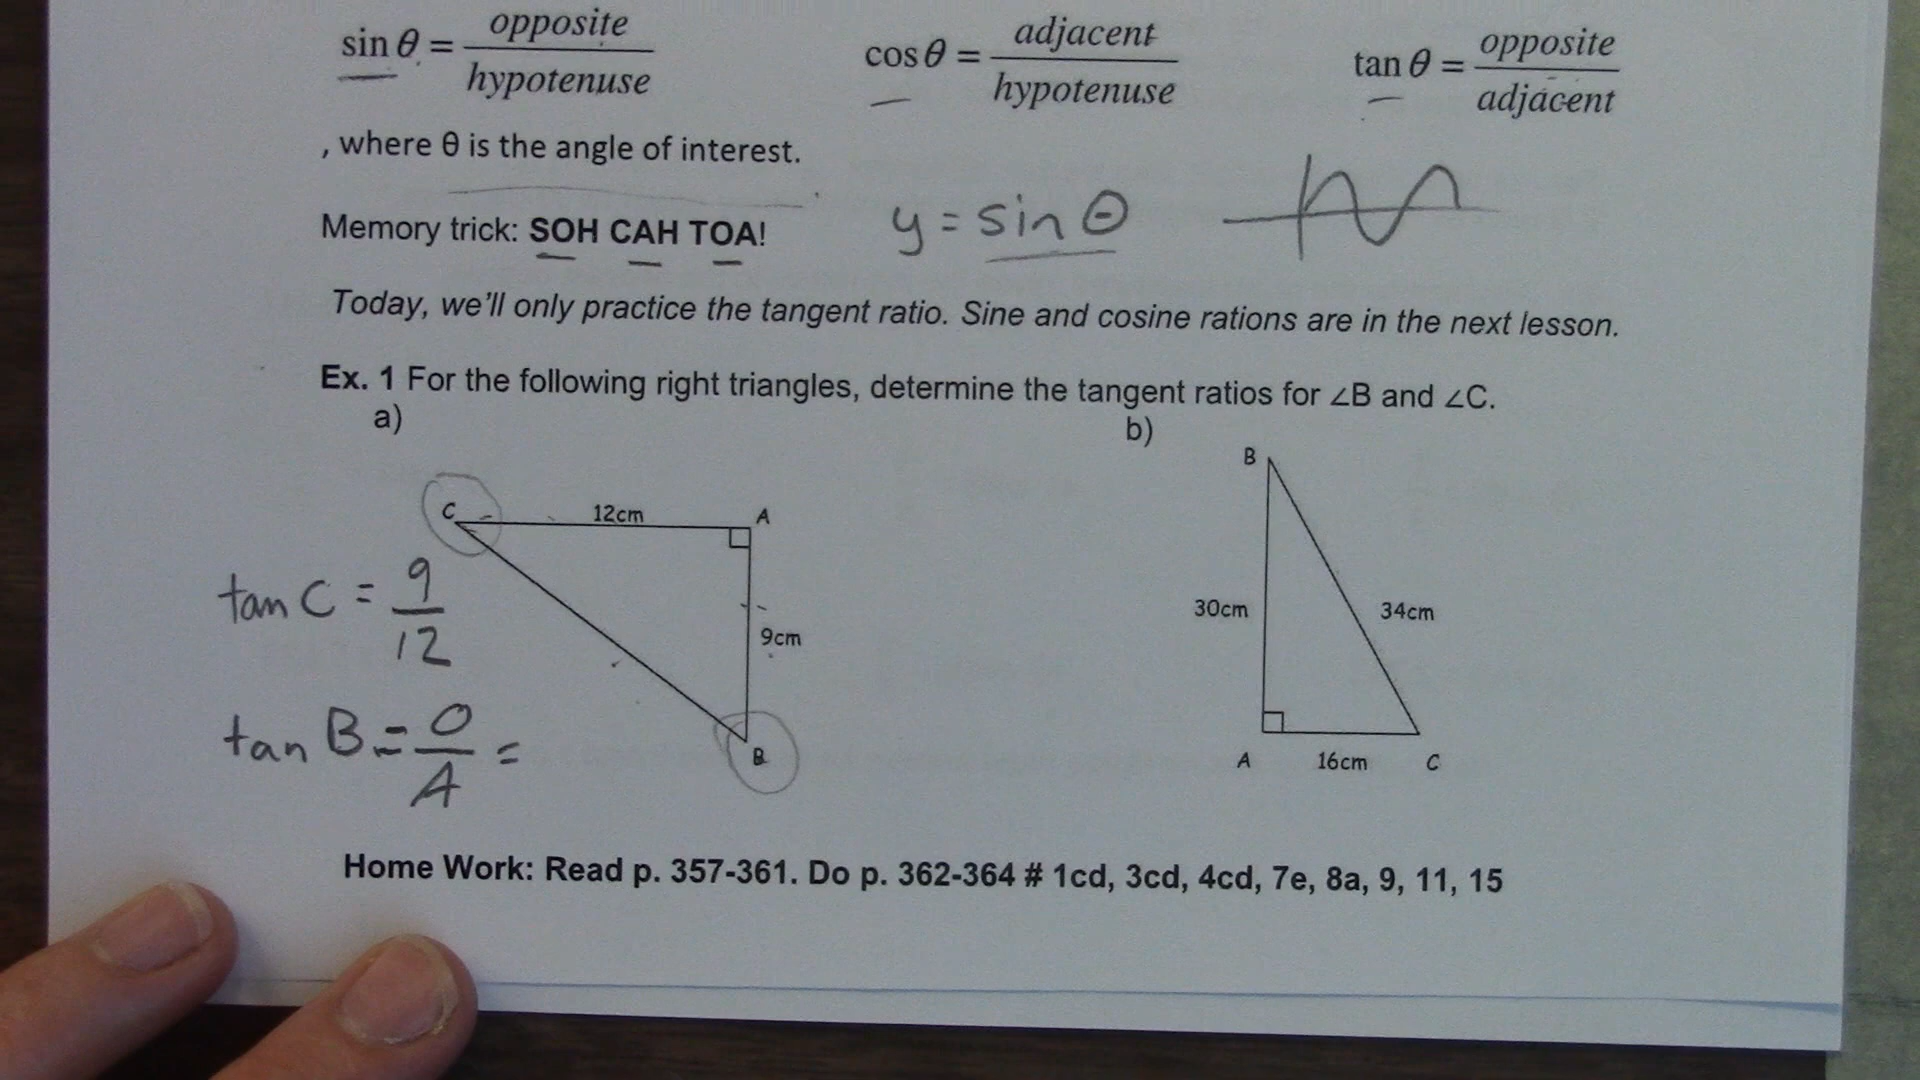 sin θ = opposite / hypotenuse cos θ = adjacent / hypotenuse tan θ = opposite / adjacent
, where θ is the angle of interest.
Memory trick: SOH CAH TOA! y = sin θ
Today, we'll only practice the tangent ratio. Sine and cosine rations are in the next lesson.
Ex. 1 For the following right triangles, determine the tangent ratios for ∠B and ∠C.
a)
C 12cm A
9cm
B
tan C = 9 / 12
tan B = O / A =
b)
B
30cm 34cm
A 16cm C
Home Work: Read p. 357-361. Do p. 362-364 # 1cd, 3cd, 4cd, 7e, 8a, 9, 11, 15